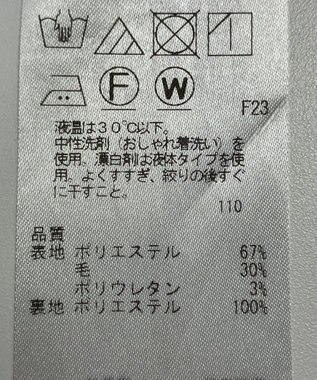 F W
F23
液温は30℃以下。
中性洗剤（おしゃれ着洗い）を
使用。漂白剤は液体タイプを使
用。よくすすぎ、絞りの後すぐ
に干すこと。
110
品質
表地 ポリエステル 67%
毛 30%
ポリウレタン 3%
裏地 ポリエステル 100%